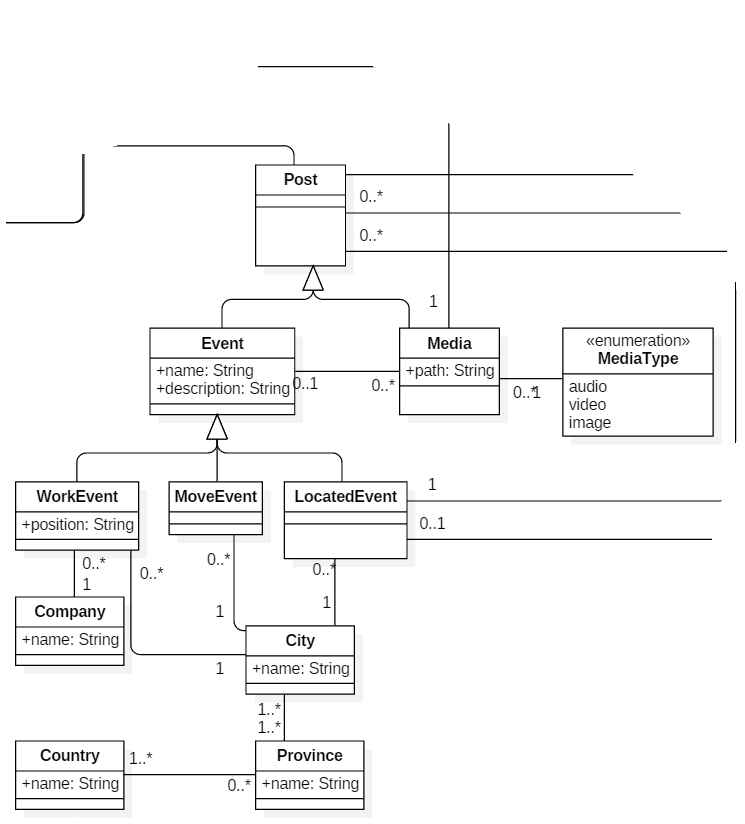 Post
0..*
0..*
1
Event
+name: String
+description: String
0..1
0..*
Media
+path: String
0..*
1
«enumeration»
MediaType
audio
video
image
WorkEvent
+position: String
MoveEvent
LocatedEvent
1
0..1
0..*
1
0..*
0..*
1
0..*
1
Company
+name: String
1
City
+name: String
1..*
1..*
Country
+name: String
1..*
0..*
Province
+name: String